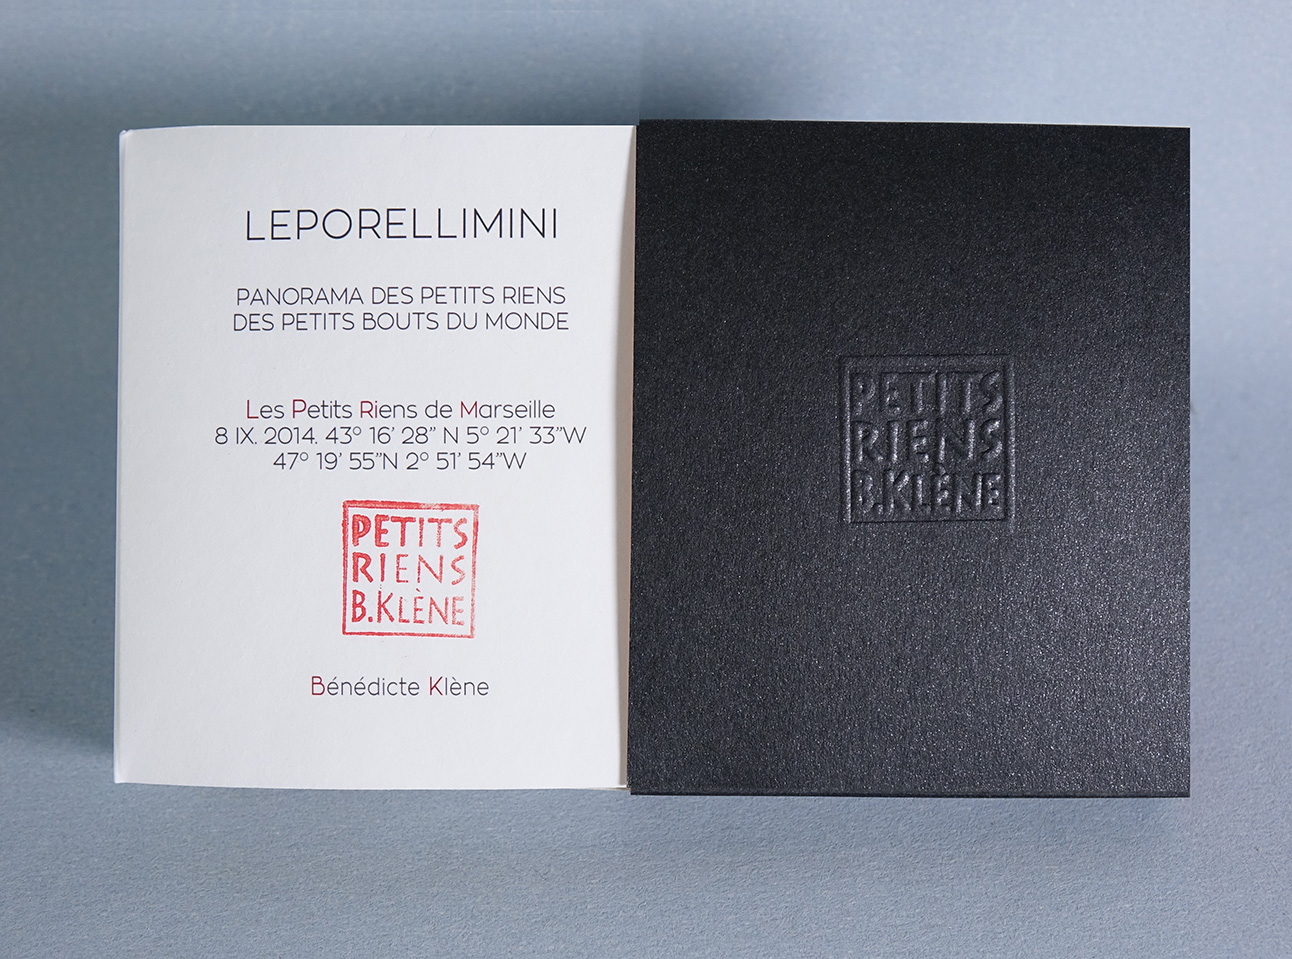 LEPORELLIMINI
PANORAMA DES PETITS RIENS
DES PETITS BOUTS DU MONDE
Les Petits Riens de Marseille
8 IX. 2014. 43° 16' 28" N 5° 21' 33"W
47° 19' 55"N 2° 51' 54"W
PETITS
RIENS
B.KLÈNE
Bénédicte Klène
PETITS
RIENS
B.KLÈNE